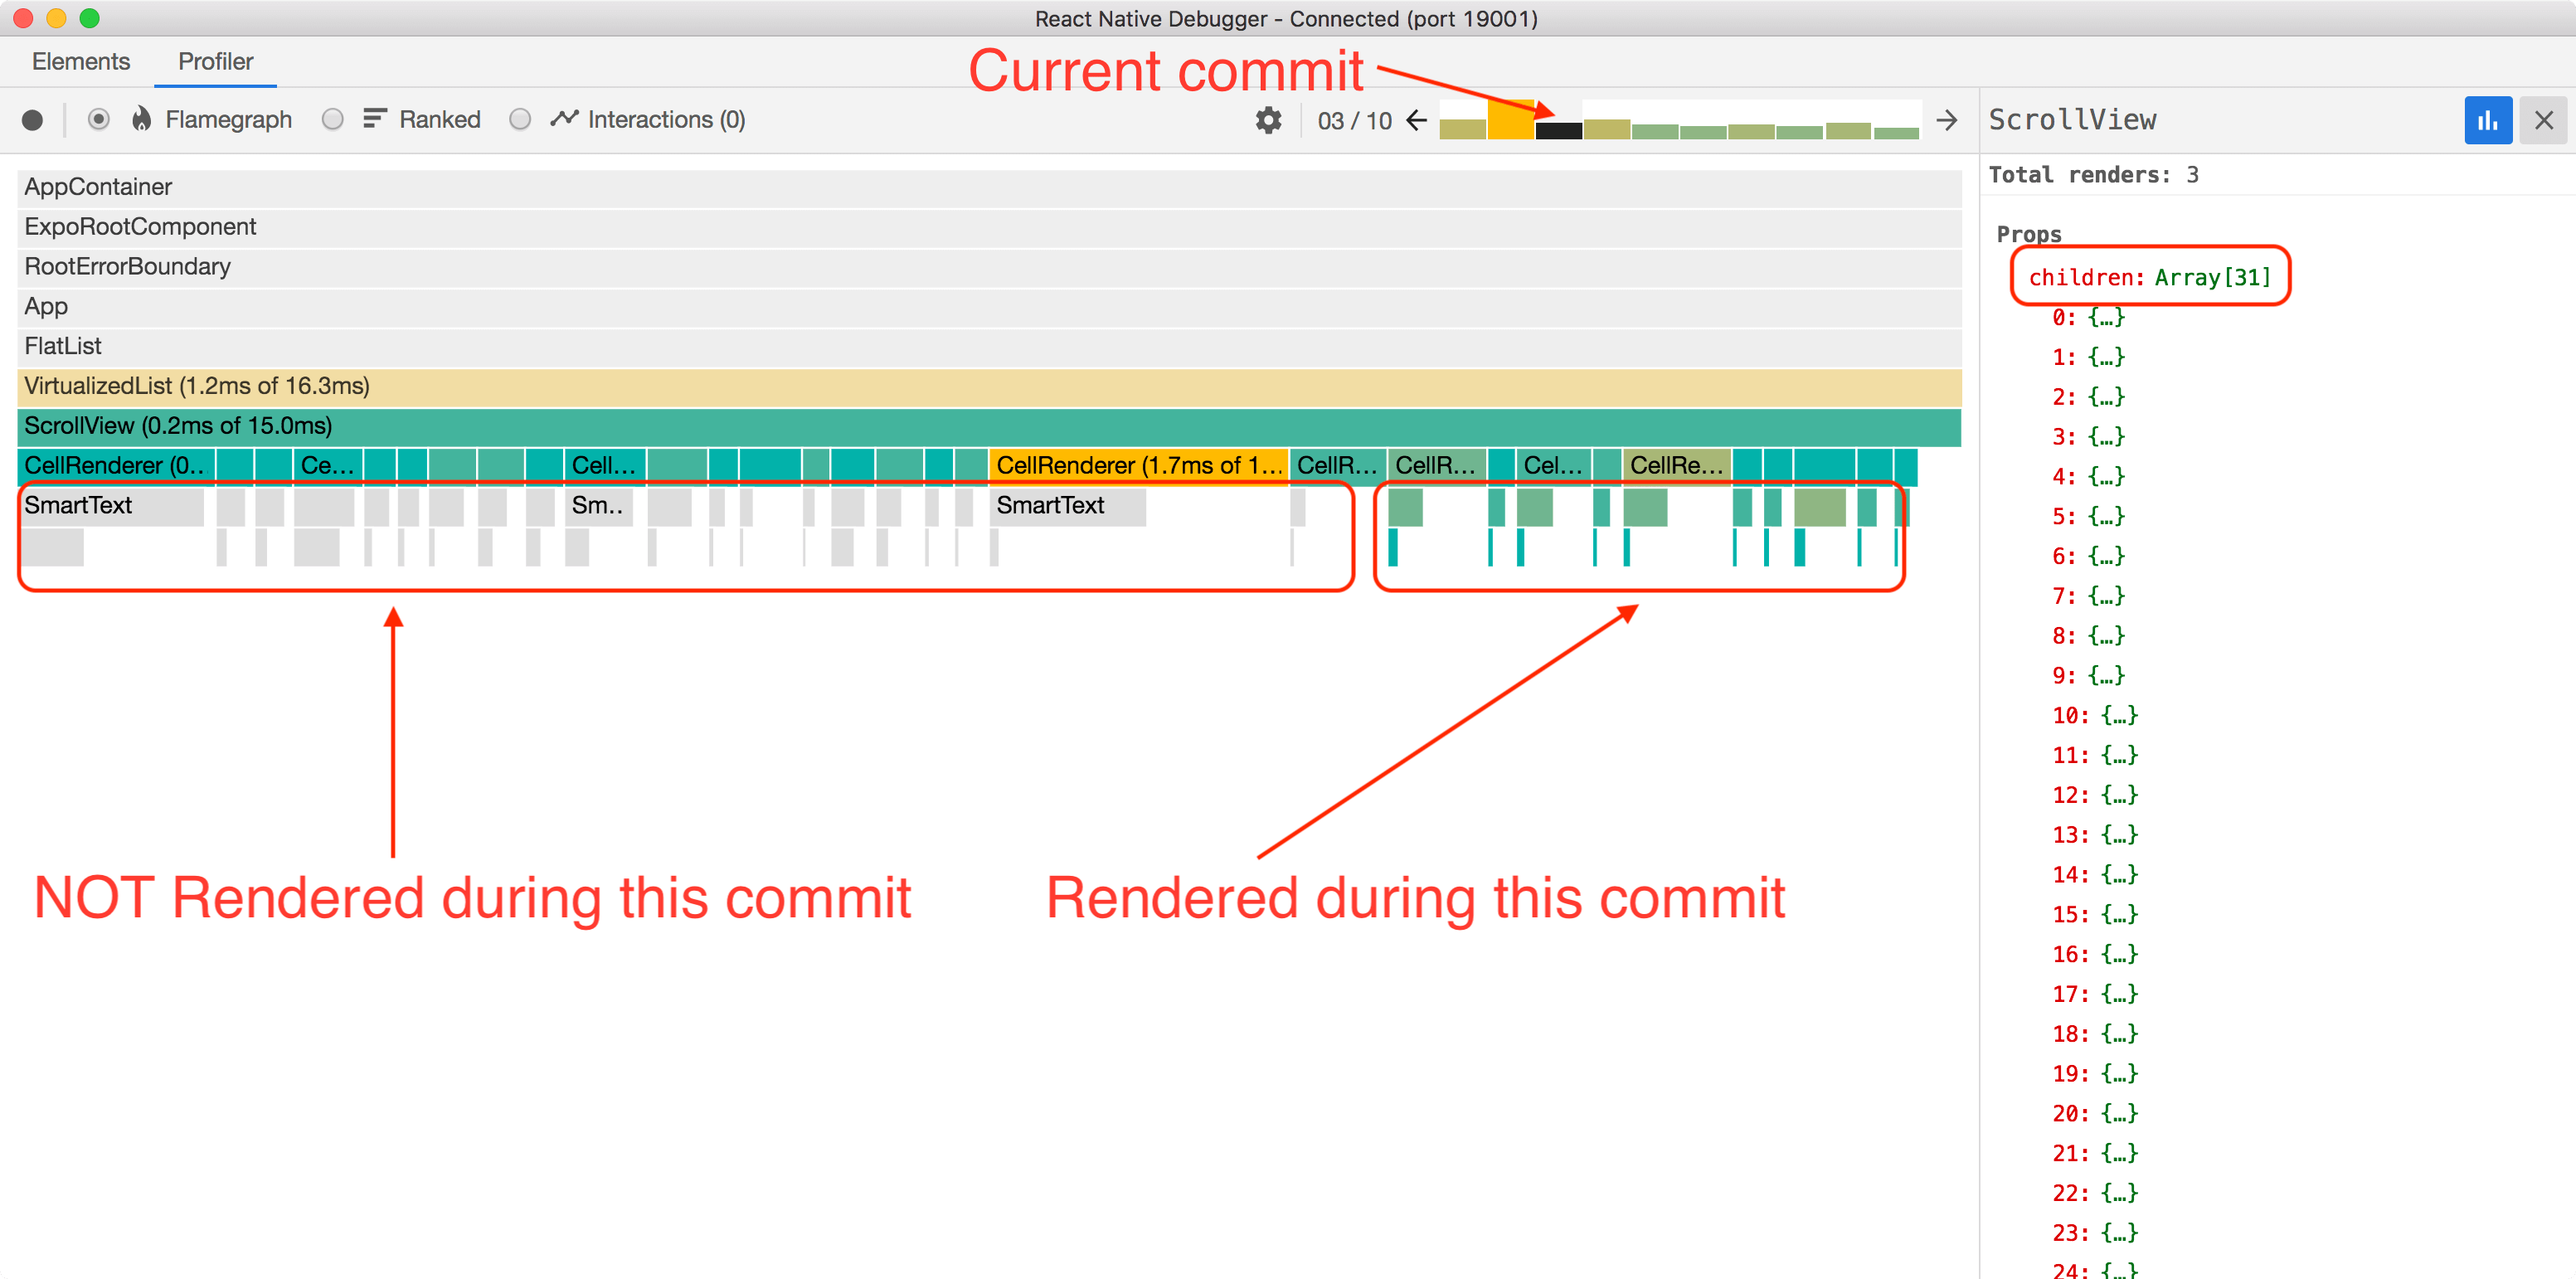 React Native Debugger - Connected (port 19001)
Elements Profiler
Current commit
Flamegraph Ranked Interactions (0) 03 / 10 ScrollView
Total renders: 3
AppContainer
ExpoRootComponent
RootErrorBoundary
App
FlatList
VirtualizedList (1.2ms of 16.3ms)
ScrollView (0.2ms of 15.0ms)
CellRenderer (0... Ce... Cell... CellRenderer (1.7ms of 1... CellR... CellR... Cel... CellRe...
SmartText Sm.. SmartText
NOT Rendered during this commit
Rendered during this commit
Props
children: Array[31]
0: {…}
1: {…}
2: {…}
3: {…}
4: {…}
5: {…}
6: {…}
7: {…}
8: {…}
9: {…}
10: {…}
11: {…}
12: {…}
13: {…}
14: {…}
15: {…}
16: {…}
17: {…}
18: {…}
19: {…}
20: {…}
21: {…}
22: {…}
23: {…}
24: {…}